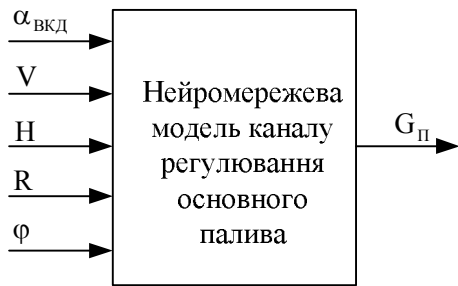 α_ВКД
V
H
R
φ
Нейромережева
модель каналу
регулювання
основного
палива
G_П